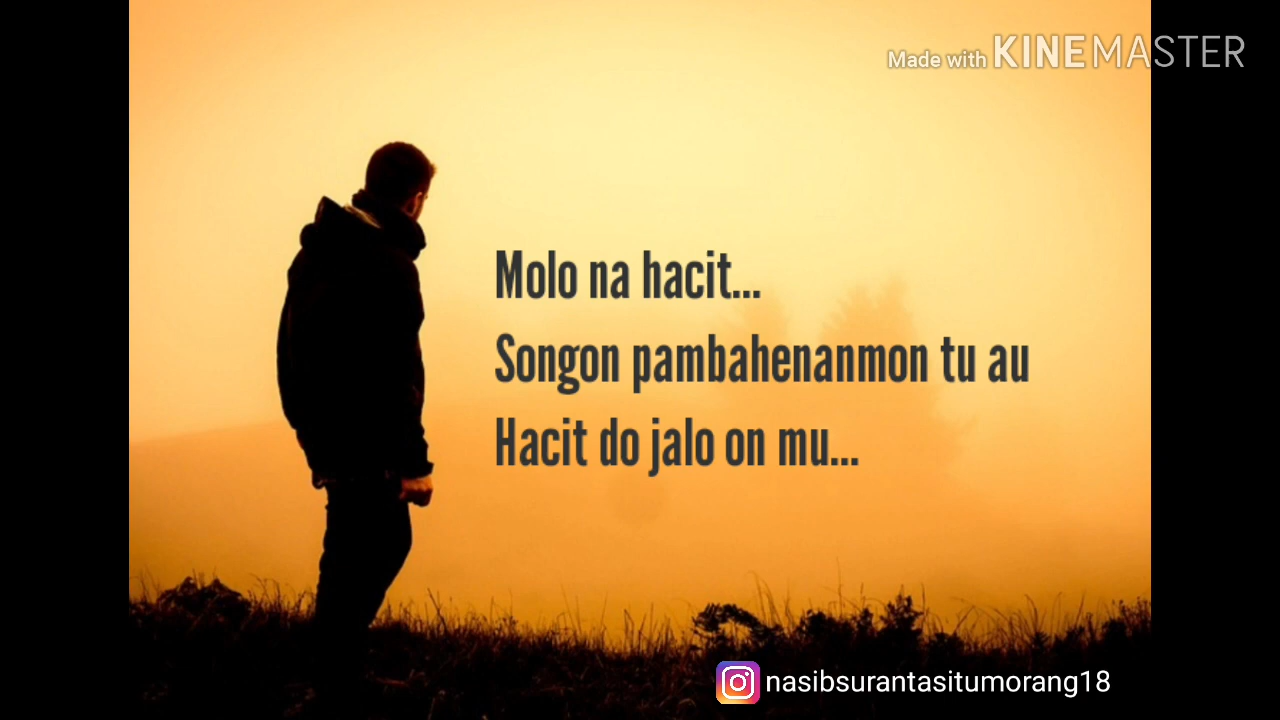 Made with KINEMASTER
Molo na hacit...
Songon pambahenanmon tu au
Hacit do jalo on mu...
nasibsurantasitumorang18